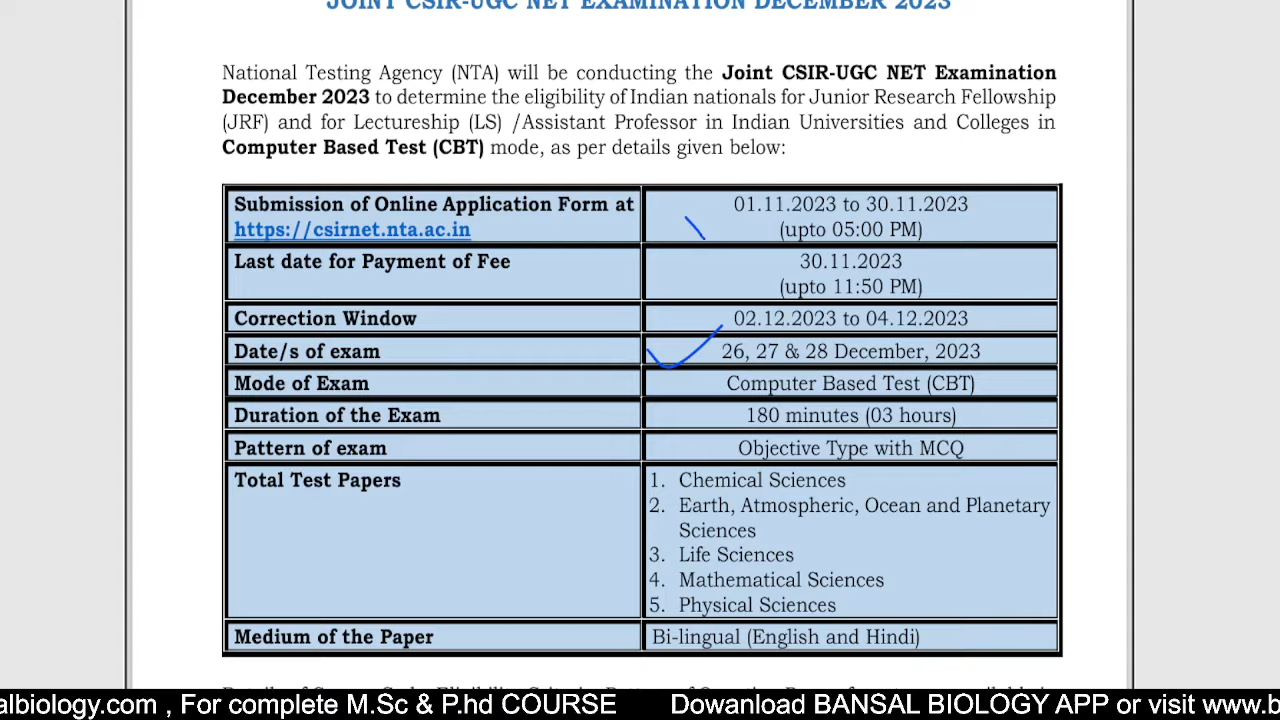 JOINT CSIR-UGC NET EXAMINATION DECEMBER 2023
National Testing Agency (NTA) will be conducting the Joint CSIR-UGC NET Examination
December 2023 to determine the eligibility of Indian nationals for Junior Research Fellowship
(JRF) and for Lectureship (LS) /Assistant Professor in Indian Universities and Colleges in
Computer Based Test (CBT) mode, as per details given below:
Submission of Online Application Form at
https://csirnet.nta.ac.in
01.11.2023 to 30.11.2023
(upto 05:00 PM)
Last date for Payment of Fee
30.11.2023
(upto 11:50 PM)
Correction Window
02.12.2023 to 04.12.2023
Date/s of exam
26, 27 & 28 December, 2023
Mode of Exam
Computer Based Test (CBT)
Duration of the Exam
180 minutes (03 hours)
Pattern of exam
Objective Type with MCQ
Total Test Papers
1. Chemical Sciences
2. Earth, Atmospheric, Ocean and Planetary
Sciences
3. Life Sciences
4. Mathematical Sciences
5. Physical Sciences
Medium of the Paper
Bi-lingual (English and Hindi)
albiology.com , For complete M.Sc & P.hd COURSE Downland BANSAL BIOLOGY APP or visit www.b